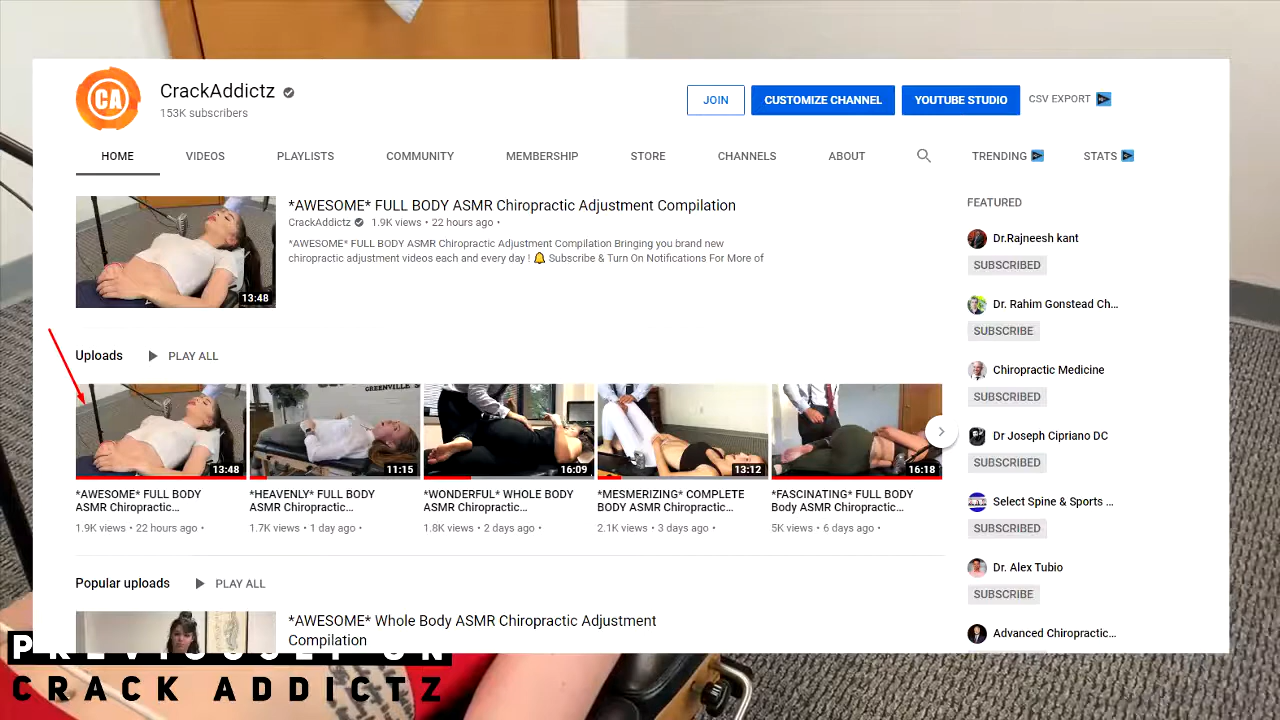 CA
CrackAddictz
153K subscribers
JOIN
CUSTOMIZE CHANNEL
YOUTUBE STUDIO
CSV EXPORT
HOME
VIDEOS
PLAYLISTS
COMMUNITY
MEMBERSHIP
STORE
CHANNELS
ABOUT
TRENDING
STATS
13:48
*AWESOME* FULL BODY ASMR Chiropractic Adjustment Compilation
CrackAddictz 1.9K views • 22 hours ago •
*AWESOME* FULL BODY ASMR Chiropractic Adjustment Compilation Bringing you brand new
chiropractic adjustment videos each and every day ! 🔔 Subscribe & Turn On Notifications For More of
Uploads
PLAY ALL
13:48
*AWESOME* FULL BODY
ASMR Chiropractic…
1.9K views • 22 hours ago •
GREENVILLE S
11:15
*HEAVENLY* FULL BODY
ASMR Chiropractic…
1.7K views • 1 day ago •
16:09
*WONDERFUL* WHOLE BODY
ASMR Chiropractic…
1.8K views • 2 days ago •
13:12
*MESMERIZING* COMPLETE
BODY ASMR Chiropractic…
2.1K views • 3 days ago •
16:18
*FASCINATING* FULL BODY
Body ASMR Chiropractic…
5K views • 6 days ago •
Popular uploads
PLAY ALL
*AWESOME* Whole Body ASMR Chiropractic Adjustment
Compilation
FEATURED
Dr.Rajneesh kant
SUBSCRIBED
Dr. Rahim Gonstead Ch…
SUBSCRIBE
Chiropractic Medicine
SUBSCRIBED
Dr Joseph Cipriano DC
SUBSCRIBED
Select Spine & Sports …
SUBSCRIBED
Dr. Alex Tubio
SUBSCRIBE
Advanced Chiropractic…
PREVIOUSLY ON
CRACK ADDICTZ